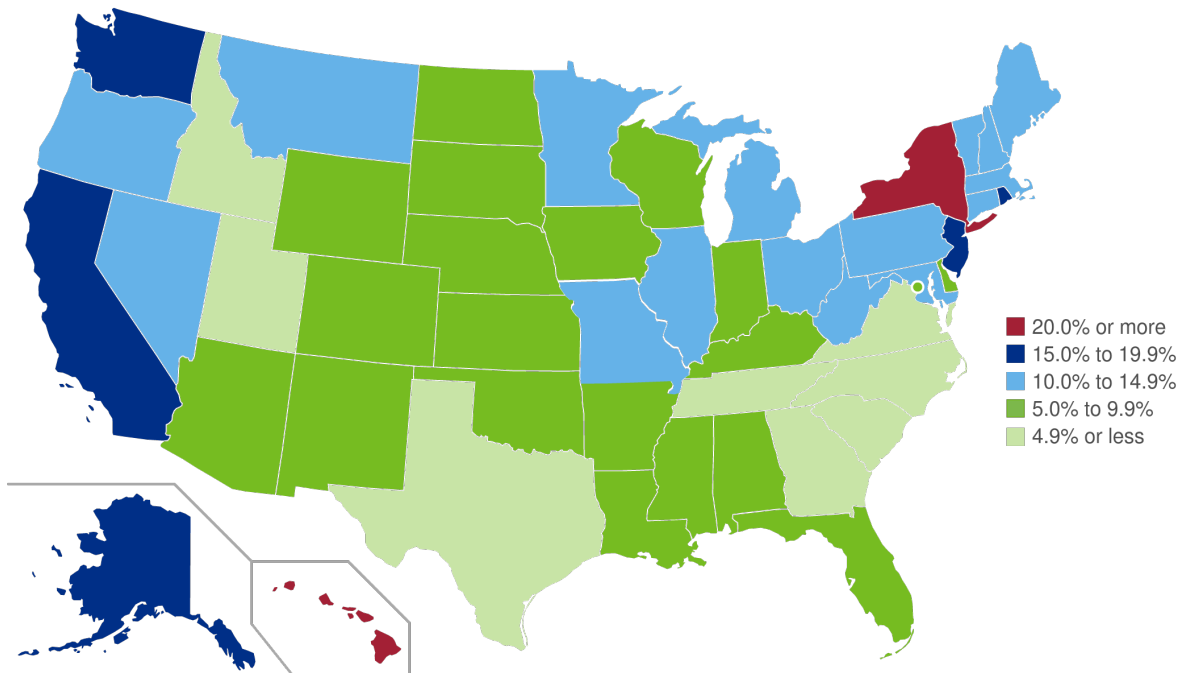 20.0% or more
15.0% to 19.9%
10.0% to 14.9%
5.0% to 9.9%
4.9% or less